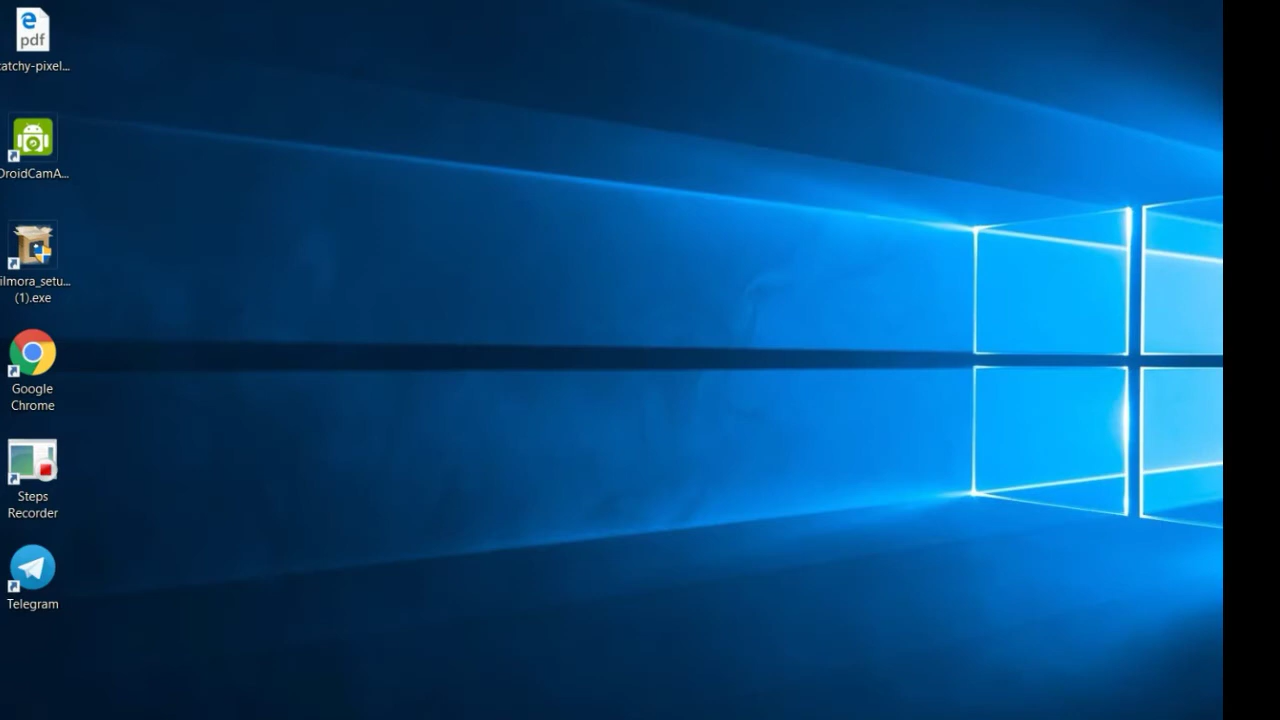 pdf
atchy-pixel...
DroidCamA...
ilmora_setu...
(1).exe
Google
Chrome
Steps
Recorder
Telegram